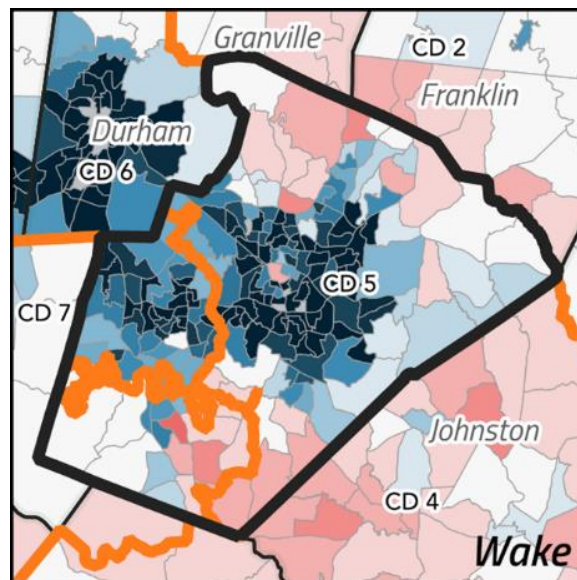 Granville
CD 2
Franklin
Durham
CD 6
CD 5
CD 7
Johnston
CD 4
Wake